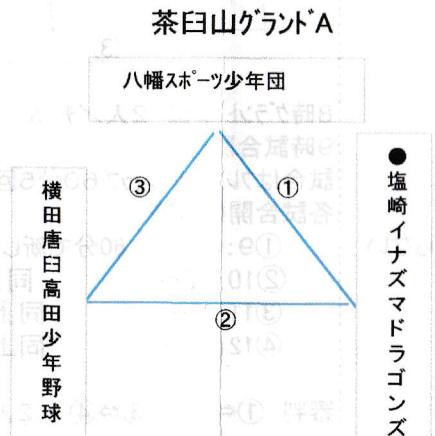 茶臼山グランドA
八幡スポーツ少年団
③
①
横田唐臼高田少年野球
●塩崎イナズマドラゴンズ
②